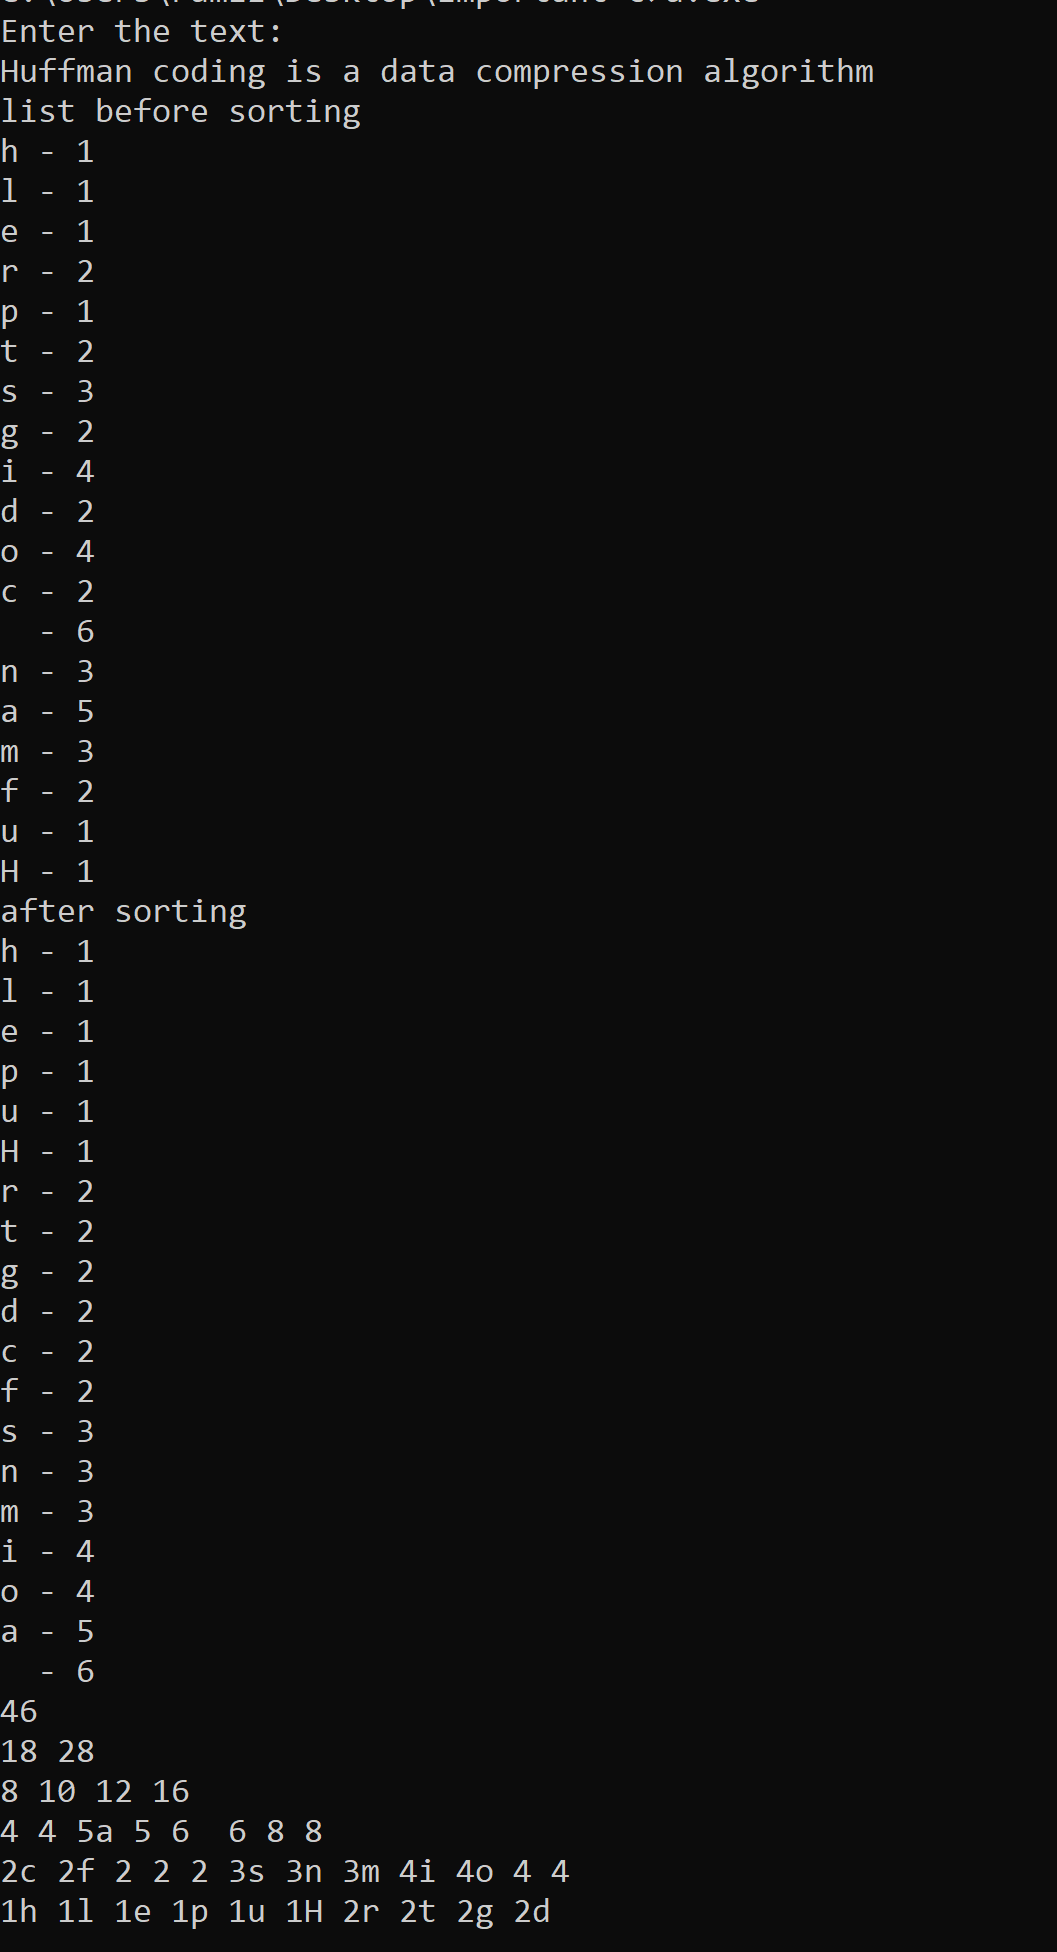 Enter the text:
Huffman coding is a data compression algorithm
list before sorting
h - 1
l - 1
e - 1
r - 2
p - 1
t - 2
s - 3
g - 2
i - 4
d - 2
o - 4
c - 2
  - 6
n - 3
a - 5
m - 3
f - 2
u - 1
H - 1
after sorting
h - 1
l - 1
e - 1
p - 1
u - 1
H - 1
r - 2
t - 2
g - 2
d - 2
c - 2
f - 2
s - 3
n - 3
m - 3
i - 4
o - 4
a - 5
  - 6
46
18 28
8 10 12 16
4 4 5a 5 6  6 8 8
2c 2f 2 2 2 3s 3n 3m 4i 4o 4 4
1h 1l 1e 1p 1u 1H 2r 2t 2g 2d